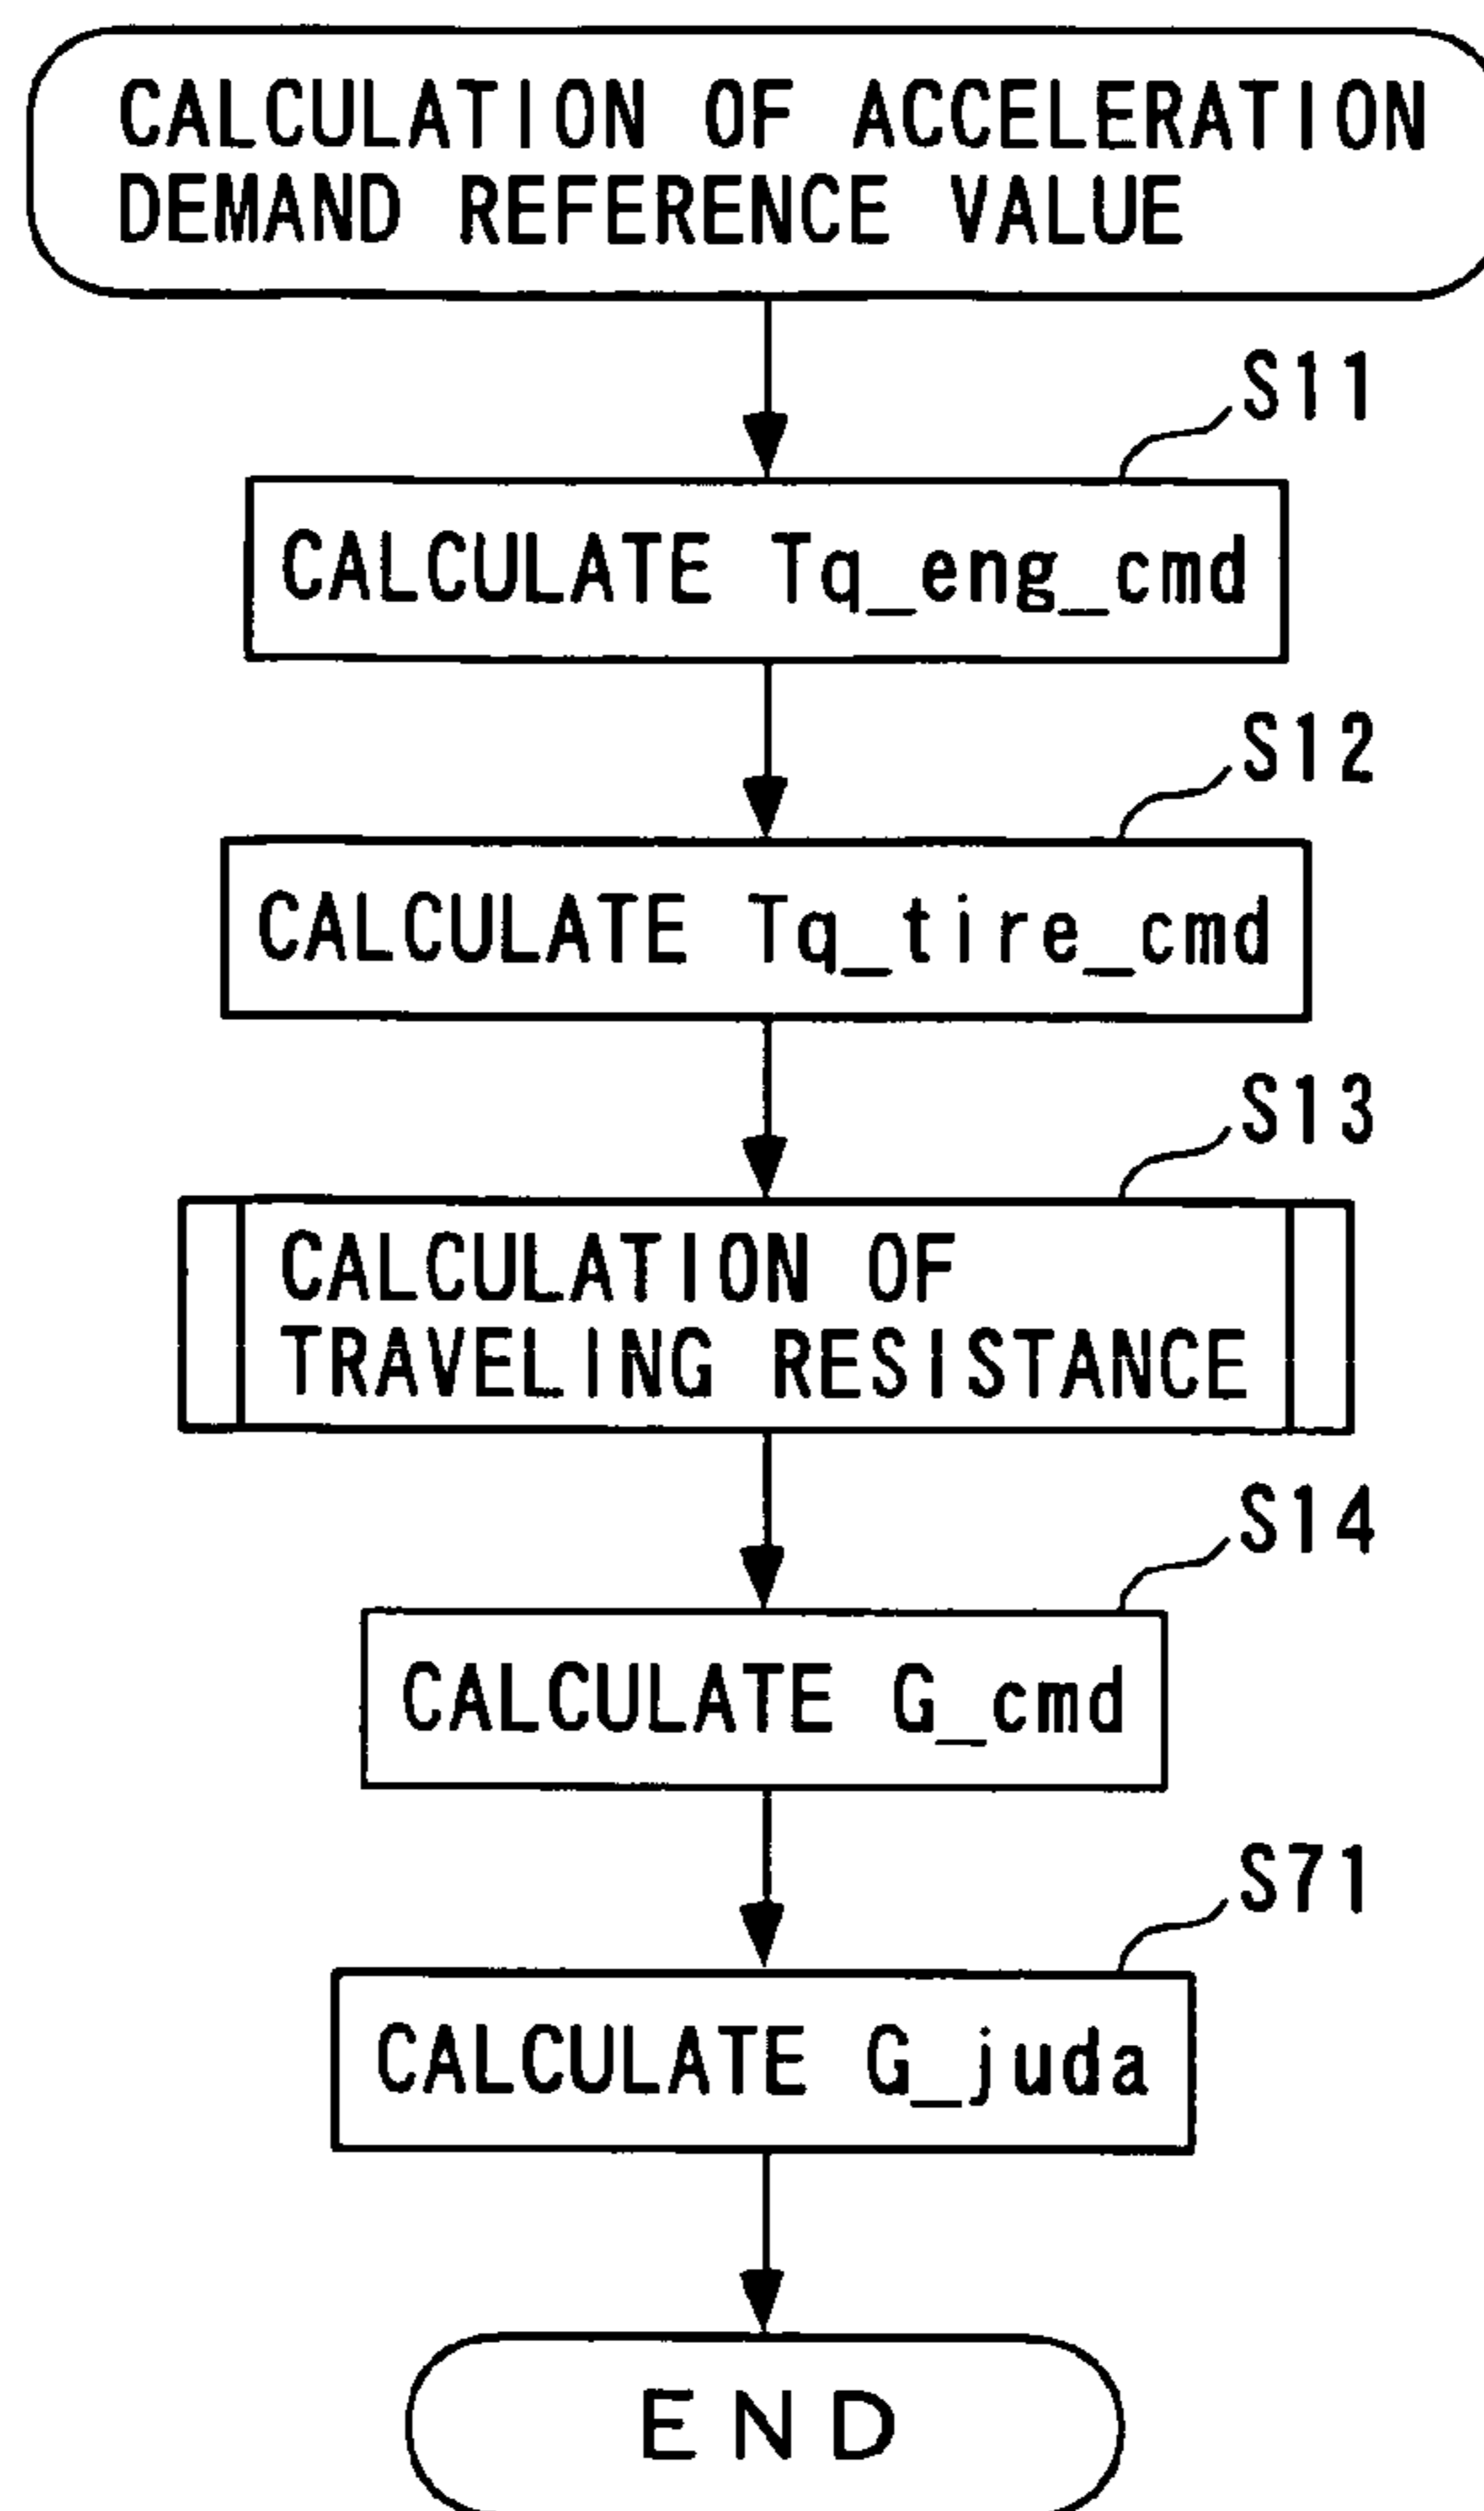 CALCULATION OF ACCELERATION
DEMAND REFERENCE VALUE
S11
CALCULATE Tq_eng_cmd
S12
CALCULATE Tq_tire_cmd
S13
CALCULATION OF
TRAVELING RESISTANCE
S14
CALCULATE G_cmd
S71
CALCULATE G_juda
END